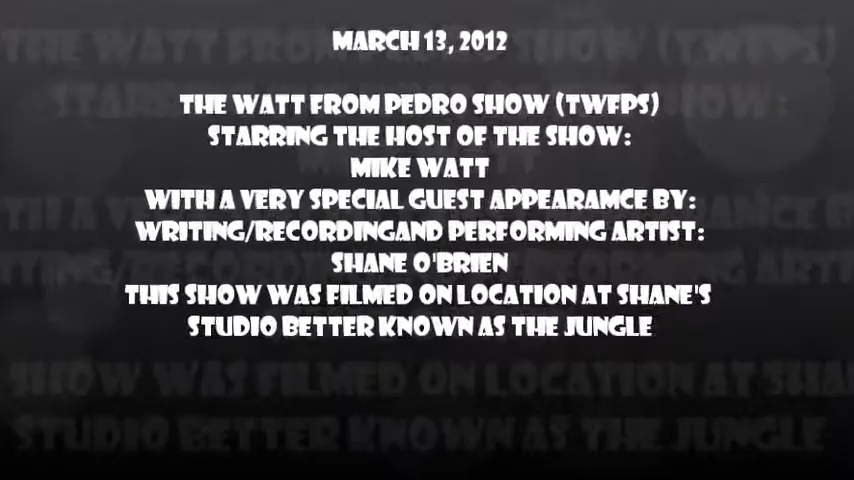 MARCH 13, 2012
THE WATT FROM PEDRO SHOW (TWFPS)
STARRING THE HOST OF THE SHOW:
MIKE WATT
WITH A VERY SPECIAL GUEST APPEARAMCE BY:
WRITING/RECORDINGAND PERFORMING ARTIST:
SHANE O'BRIEN
THIS SHOW WAS FILMED ON LOCATION AT SHANE'S
STUDIO BETTER KNOWN AS THE JUNGLE